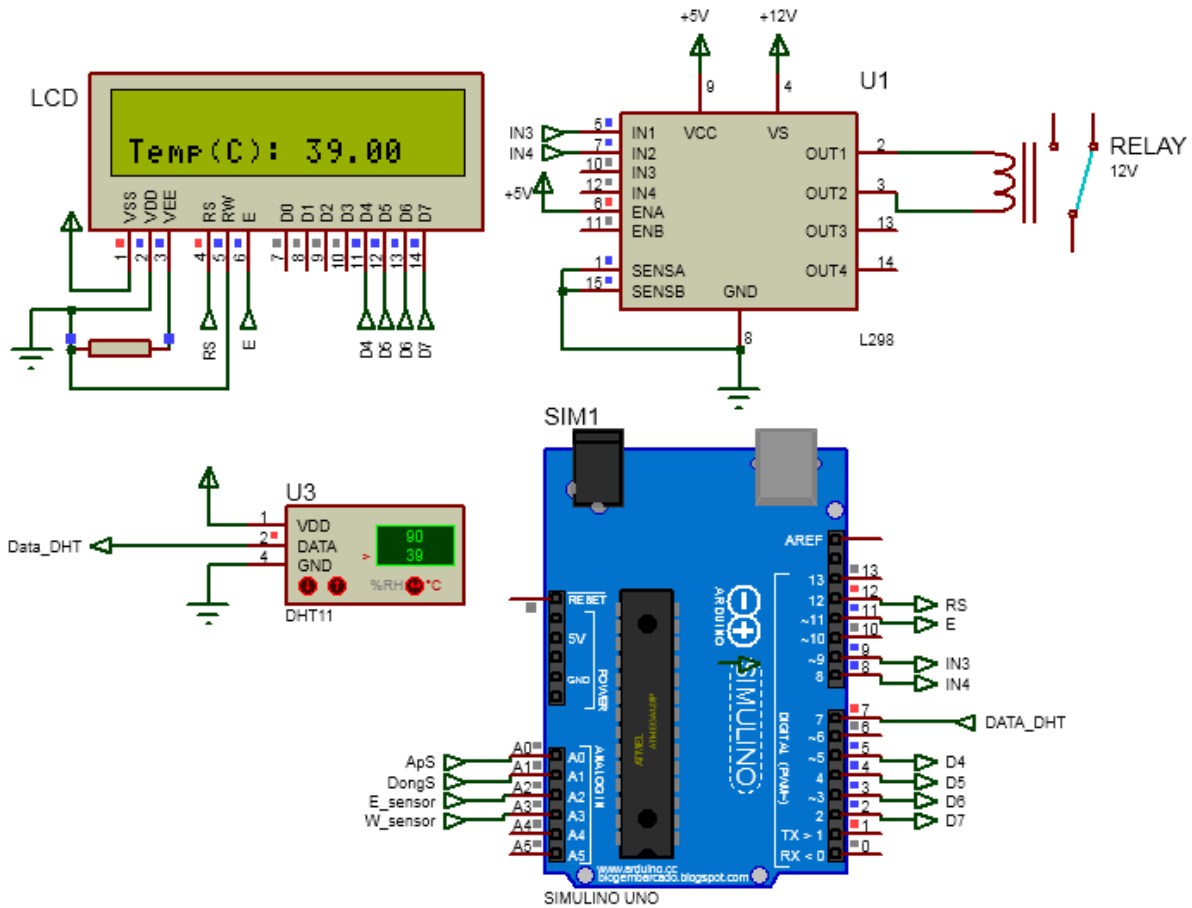 LCD
Temp(C): 39.00
VSS VDD VEE RS RW E D0 D1 D2 D3 D4 D5 D6 D7
1 2 3 4 5 6 7 8 9 10 11 12 13 14
RS E D4 D5 D6 D7
+5V +12V
U1
9 4
IN3 5 IN1 VCC VS
IN4 7 IN2 OUT1 2
10 IN3
12 IN4 OUT2 3
+5V 6 ENA
11 ENB OUT3 13
1 SENSA OUT4 14
15 SENSB GND
8
L298
RELAY
12V
U3
1 VDD
Data_DHT 2 DATA
4 GND
90
39
> %RH °C
DHT11
SIM1
AREF
13 13
12 12 RS
~11 11 E
~10 10
~9 9 IN3
8 8 IN4
7 7 DATA_DHT
~6 6
~5 5 D4
4 4 D5
~3 3 D6
2 2 D7
TX > 1 1
RX < 0 0
RESET
5V
GND
POWER
ANALOG IN
ApS A0 A0
DongS A1 A1
E_sensor A2 A2
W_sensor A3 A3
A4 A4
A5 A5
ATMEL
ARDUINO
SIMULINO
DIGITAL (PWM~)
www.arduino.cc
blogembarcado.blogspot.com
SIMULINO UNO